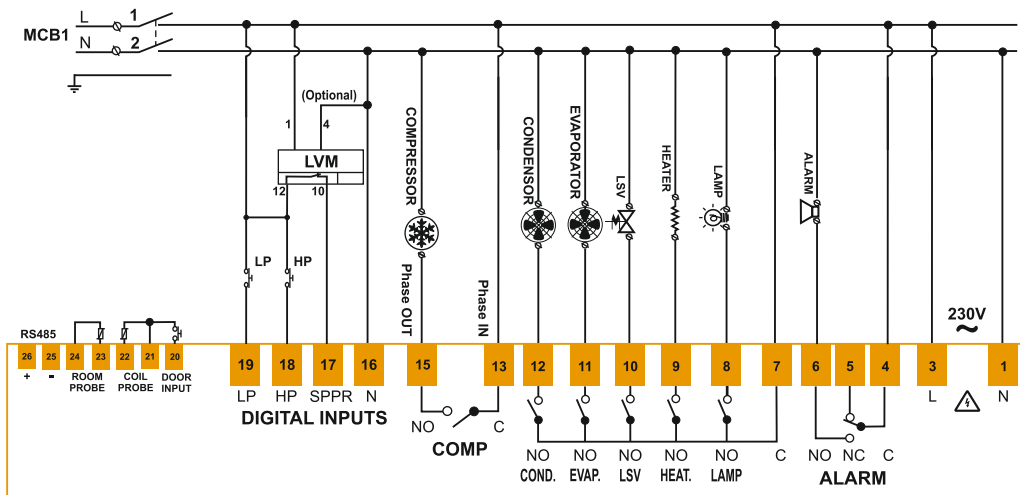 L 1
MCB1
N 2
(Optional)
1 4
LVM
12 10
COMPRESSOR
CONDENSOR
EVAPORATOR
LSV
HEATER
LAMP
ALARM
LP HP
Phase OUT
Phase IN
230V
~
RS485
26 25 24 23 22 21 20 19 18 17 16 15 13 12 11 10 9 8 7 6 5 4 3 1
+ - ROOM PROBE COIL PROBE DOOR INPUT
LP HP SPPR N
DIGITAL INPUTS
NO C
COMP
NO NO NO NO NO C
COND. EVAP. LSV HEAT. LAMP
NO NC C
ALARM
L N